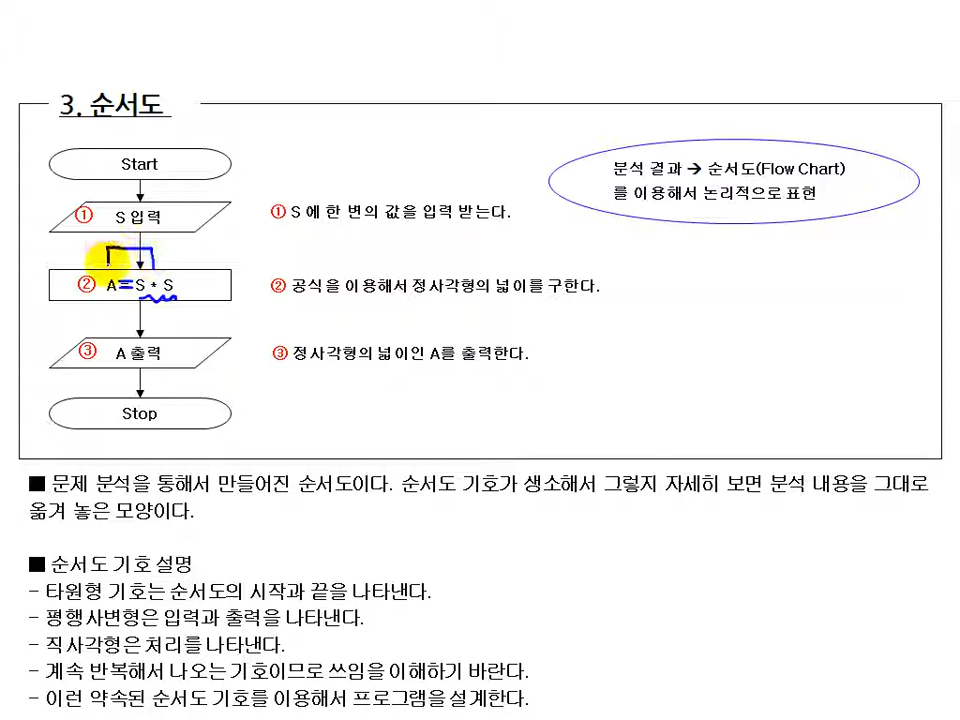 3. 순서도
Start
분석 결과 → 순서도(Flow Chart)
를 이용해서 논리적으로 표현
① S 입력
① S 에 한 변의 값을 입력 받는다.
② A = S * S
② 공식을 이용해서 정사각형의 넓이를 구한다.
③ A 출력
③ 정사각형의 넓이인 A를 출력한다.
Stop
■ 문제 분석을 통해서 만들어진 순서도이다. 순서도 기호가 생소해서 그렇지 자세히 보면 분석 내용을 그대로
옮겨 놓은 모양이다.
■ 순서도 기호 설명
- 타원형 기호는 순서도의 시작과 끝을 나타낸다.
- 평행사변형은 입력과 출력을 나타낸다.
- 직사각형은 처리를 나타낸다.
- 계속 반복해서 나오는 기호이므로 쓰임을 이해하기 바란다.
- 이런 약속된 순서도 기호를 이용해서 프로그램을 설계한다.